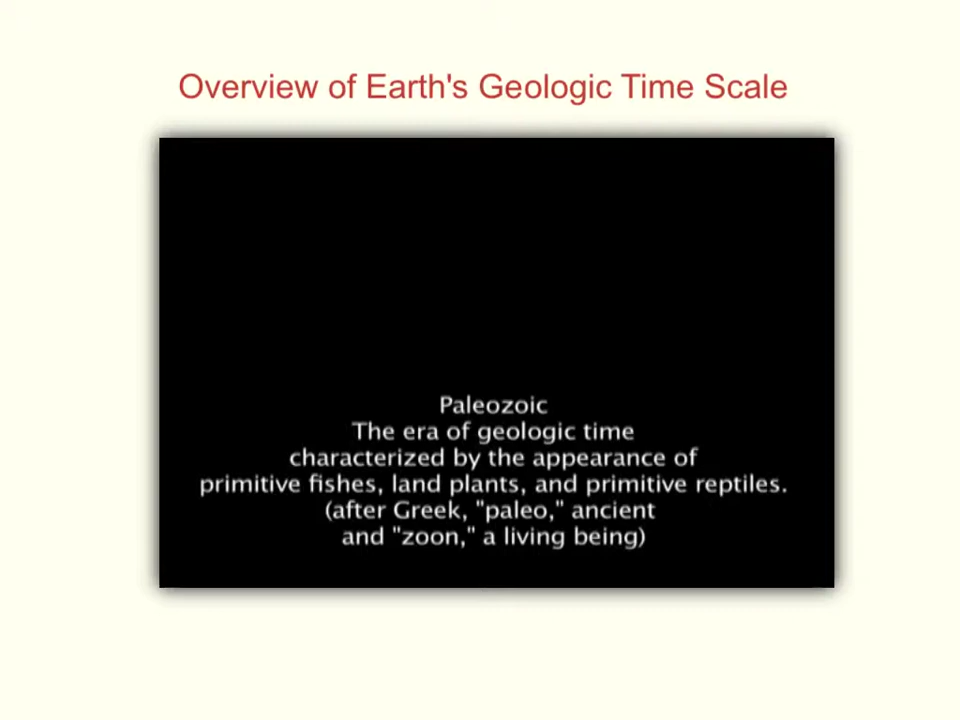 Overview of Earth's Geologic Time Scale
Paleozoic
The era of geologic time
characterized by the appearance of
primitive fishes, land plants, and primitive reptiles.
(after Greek, "paleo," ancient
and "zoon," a living being)